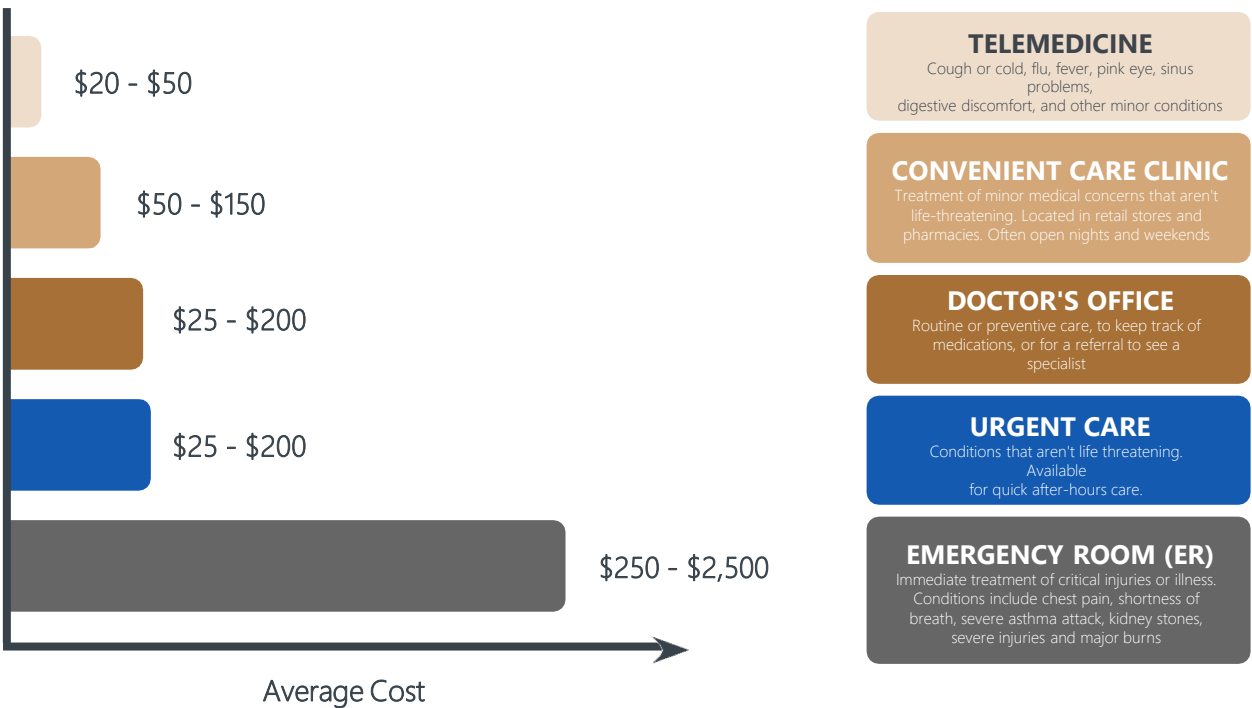 $20 - $50
$50 - $150
$25 - $200
$25 - $200
$250 - $2,500
Average Cost
TELEMEDICINE
Cough or cold, flu, fever, pink eye, sinus
problems,
digestive discomfort, and other minor conditions
CONVENIENT CARE CLINIC
Treatment of minor medical concerns that aren't
life-threatening. Located in retail stores and
pharmacies. Often open nights and weekends
DOCTOR'S OFFICE
Routine or preventive care, to keep track of
medications, or for a referral to see a
specialist
URGENT CARE
Conditions that aren't life threatening.
Available
for quick after-hours care.
EMERGENCY ROOM (ER)
Immediate treatment of critical injuries or illness.
Conditions include chest pain, shortness of
breath, severe asthma attack, kidney stones,
severe injuries and major burns